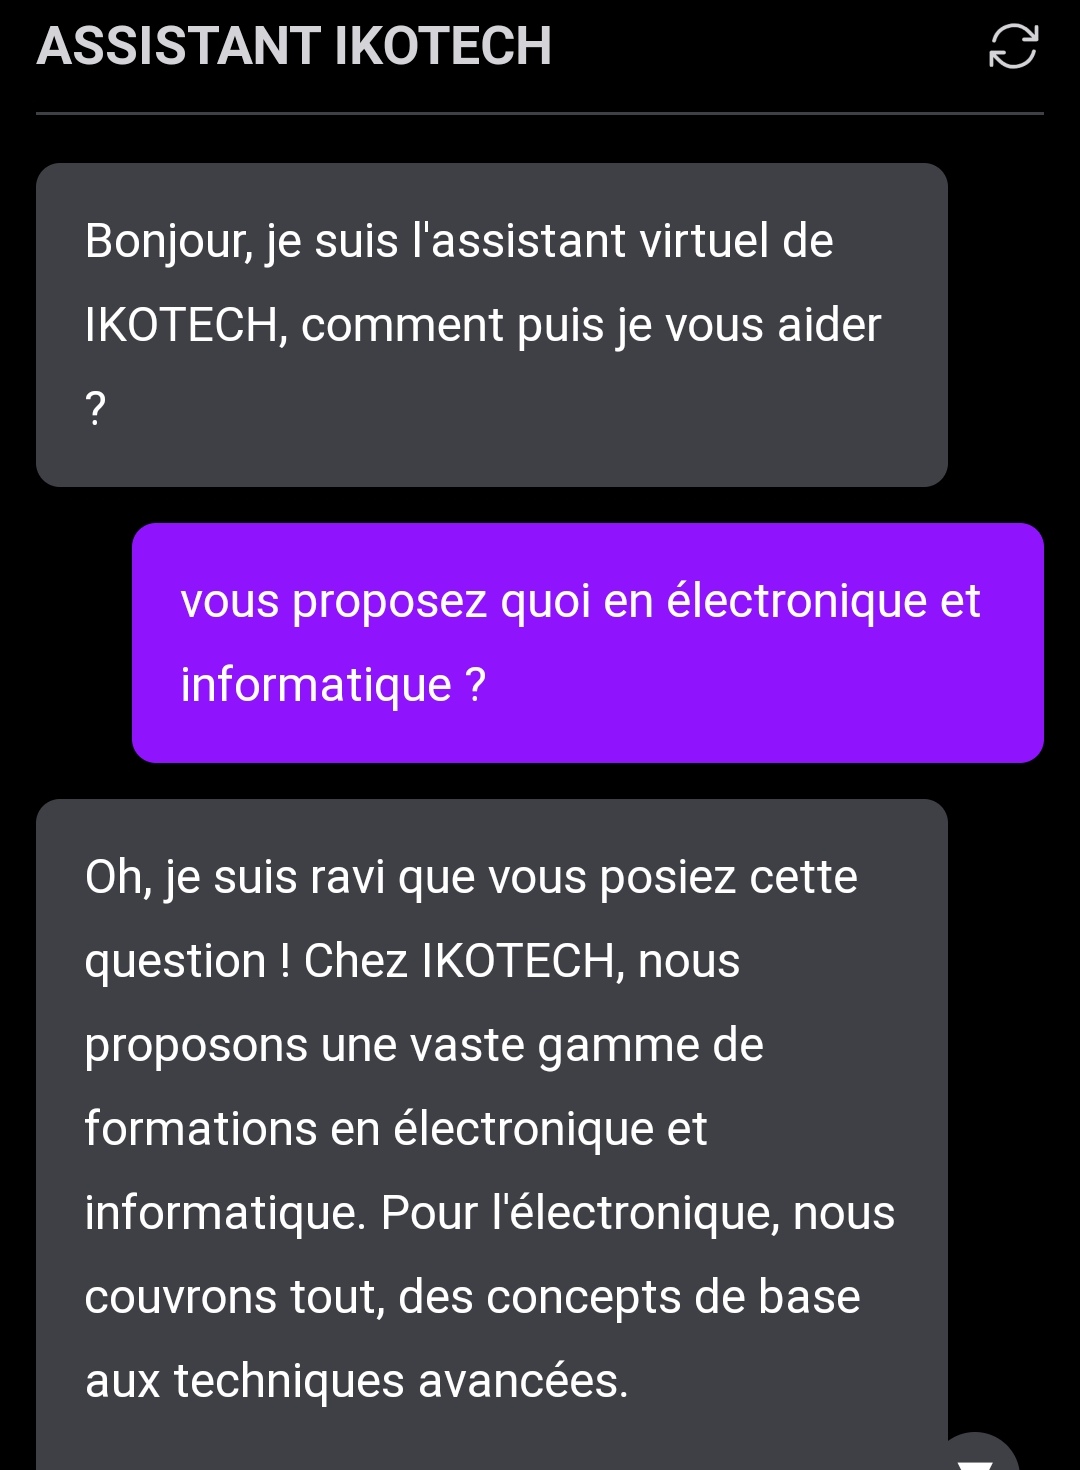 ASSISTANT IKOTECH
Bonjour, je suis l'assistant virtuel de
IKOTECH, comment puis je vous aider
?
vous proposez quoi en électronique et
informatique ?
Oh, je suis ravi que vous posiez cette
question ! Chez IKOTECH, nous
proposons une vaste gamme de
formations en électronique et
informatique. Pour l'électronique, nous
couvrons tout, des concepts de base
aux techniques avancées.